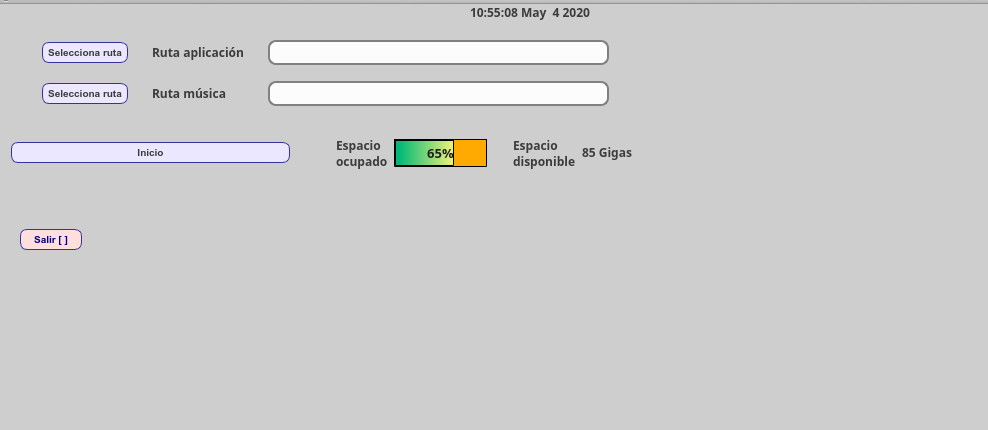 10:55:08 May  4 2020
Selecciona ruta Ruta aplicación
Selecciona ruta Ruta música
Inicio
Espacio
ocupado
65%
Espacio
disponible
85 Gigas
Salir [ ]